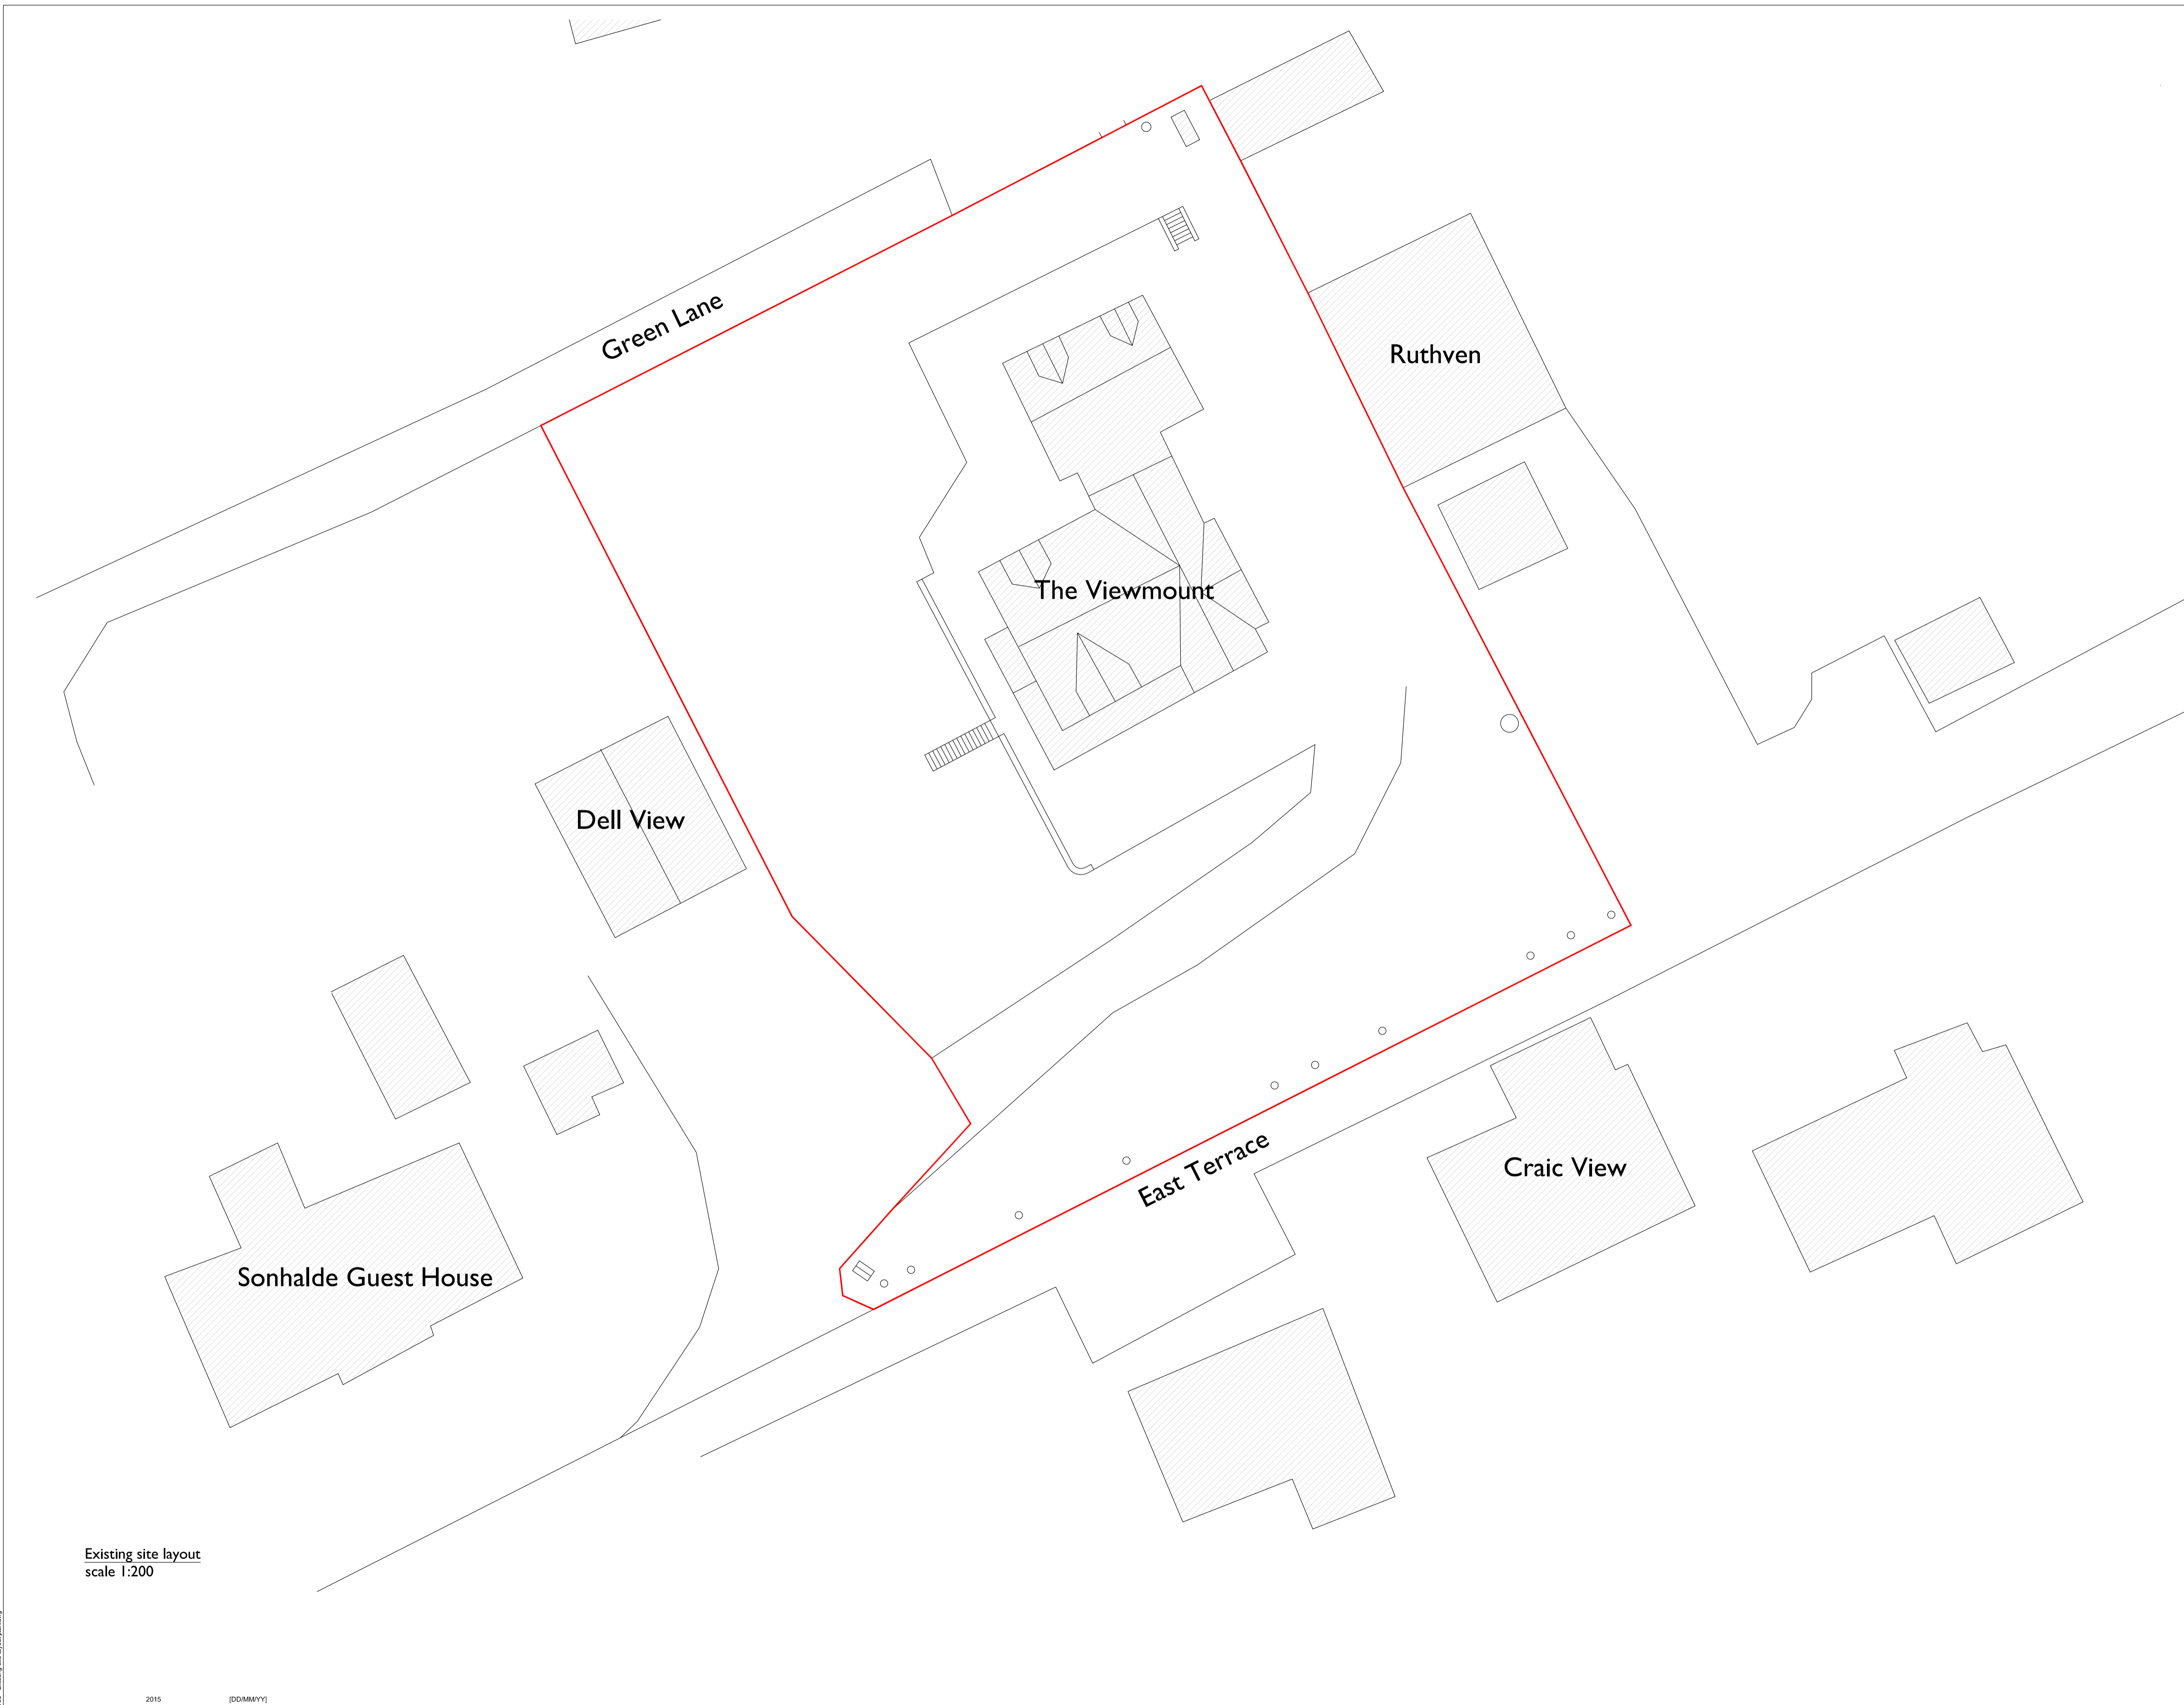 Green Lane
Ruthven
The Viewmount
Dell View
East Terrace
Craic View
Sonhalde Guest House
Existing site layout
scale 1:200
2015 [DD/MM/YY]